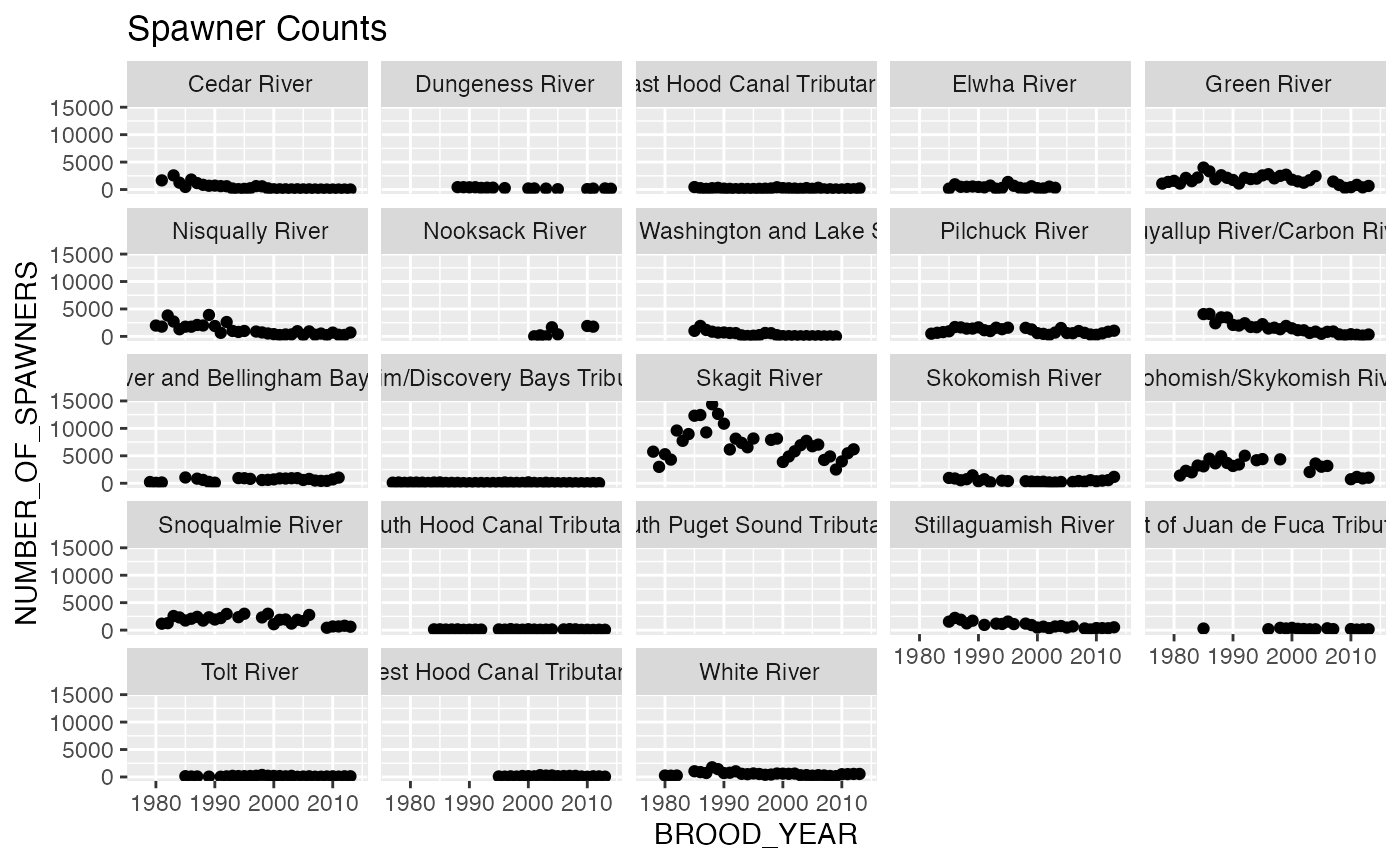 Spawner Counts
Cedar River
Dungeness River
ast Hood Canal Tributar
Elwha River
Green River
15000
10000
5000
0
Nisqually River
Nooksack River
Washington and Lake S
Pilchuck River
uyallup River/Carbon Riv
15000
10000
5000
0
ver and Bellingham Bay
im/Discovery Bays Tribu
Skagit River
Skokomish River
ohomish/Skykomish Riv
15000
10000
5000
0
Snoqualmie River
uth Hood Canal Tributa
uth Puget Sound Tributa
Stillaguamish River
t of Juan de Fuca Tribut
15000
10000
5000
0
1980 1990 2000 2010
1980 1990 2000 2010
Tolt River
est Hood Canal Tributar
White River
15000
10000
5000
0
1980 1990 2000 2010
1980 1990 2000 2010
1980 1990 2000 2010
NUMBER_OF_SPAWNERS
BROOD_YEAR